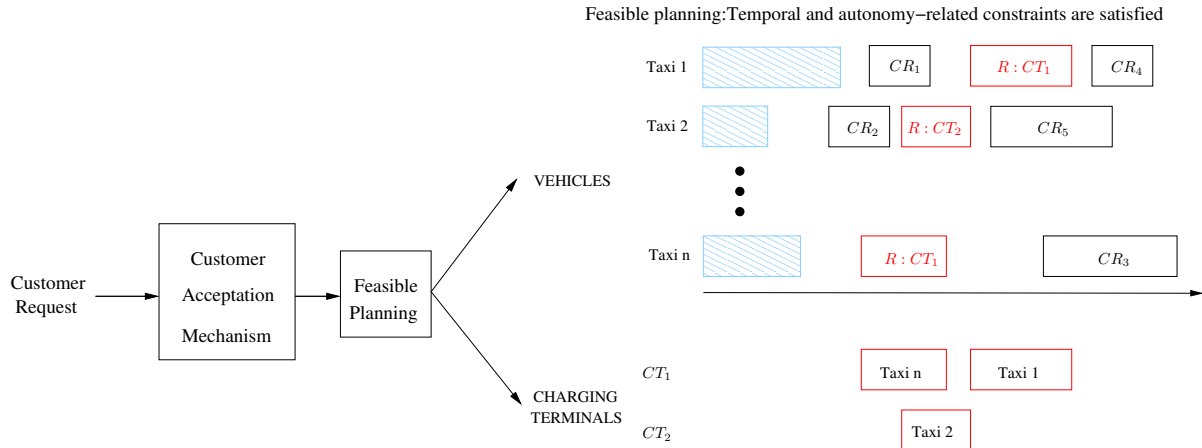 Feasible planning:Temporal and autonomy−related constraints are satisfied
Taxi 1
CR₁
R : CT₁
CR₄
Taxi 2
CR₂
R : CT₂
CR₅
VEHICLES
Taxi n
R : CT₁
CR₃
Customer
Request
Customer
Acceptation
Mechanism
Feasible
Planning
CHARGING
TERMINALS
CT₁
Taxi n
Taxi 1
CT₂
Taxi 2